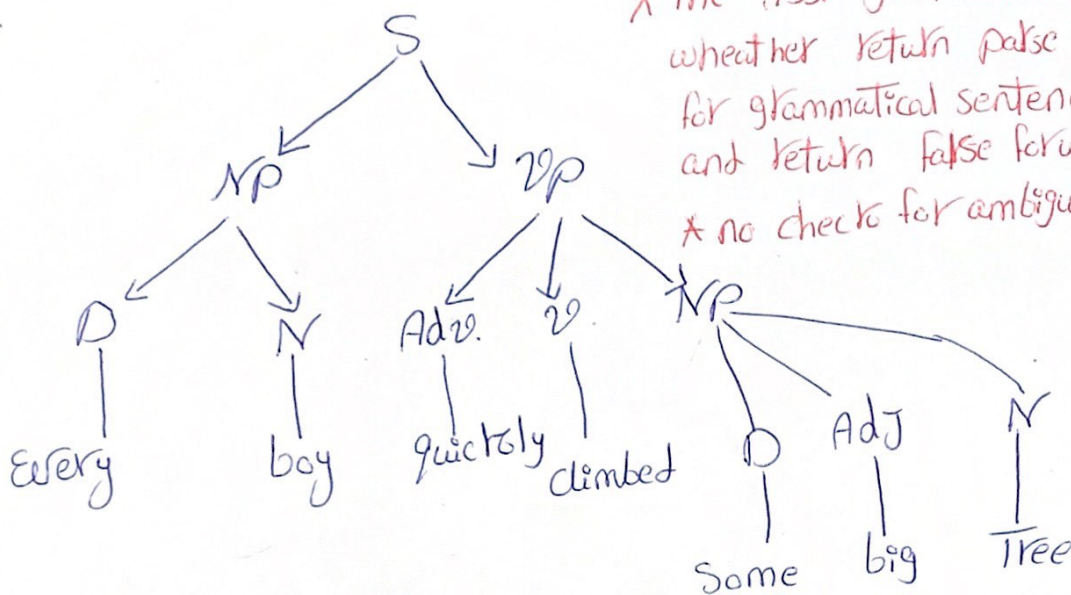 S
wheather return parse
for grammatical senten
and return false for u
* no check for ambigu
NP VP
D N Adv. V. NP
Every boy quickly climbed
D Adj N
Some big Tree